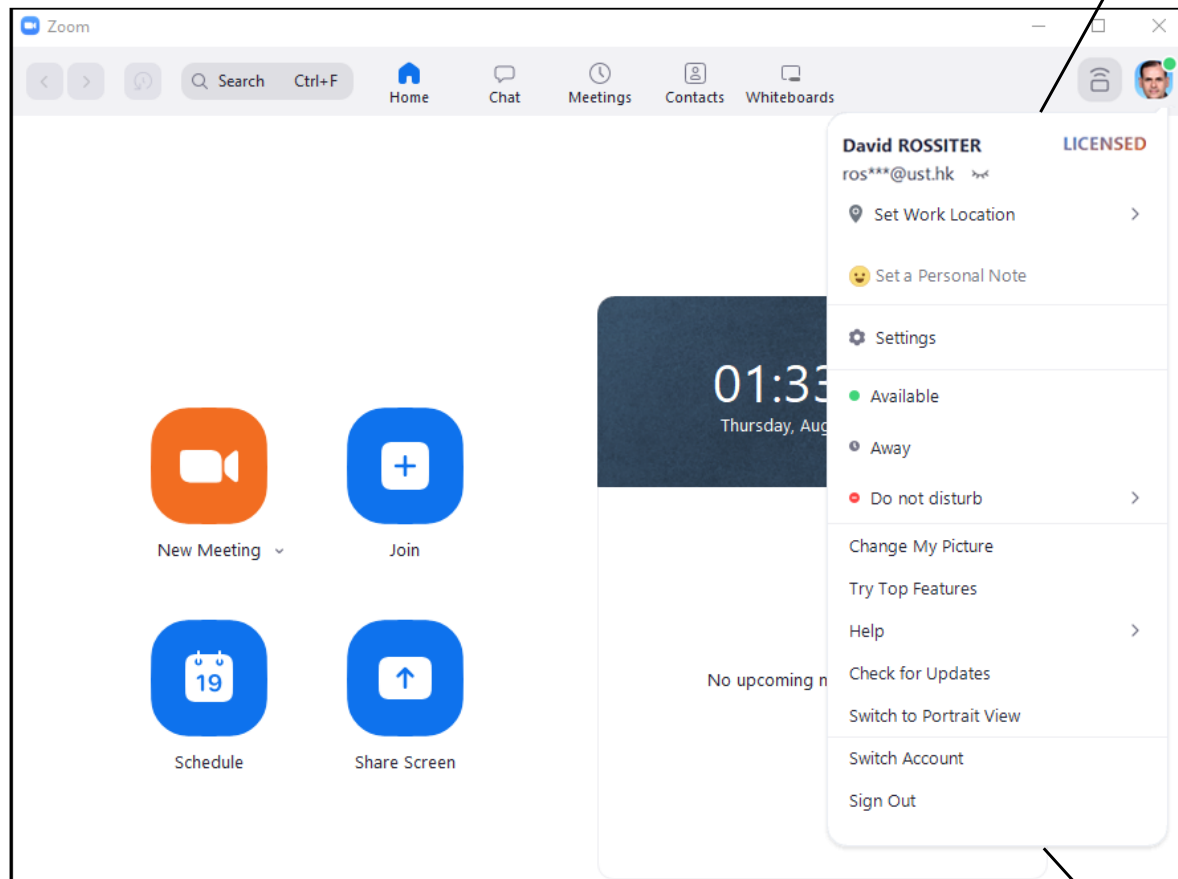 Zoom
Search Ctrl+F
Home
Chat
Meetings
Contacts
Whiteboards
David ROSSITER LICENSED
ros***@ust.hk
Set Work Location
Set a Personal Note
Settings
Available
Away
Do not disturb
Change My Picture
Try Top Features
Help
Check for Updates
Switch to Portrait View
Switch Account
Sign Out
01:33
Thursday, Aug
No upcoming
New Meeting
Join
19
Schedule
Share Screen